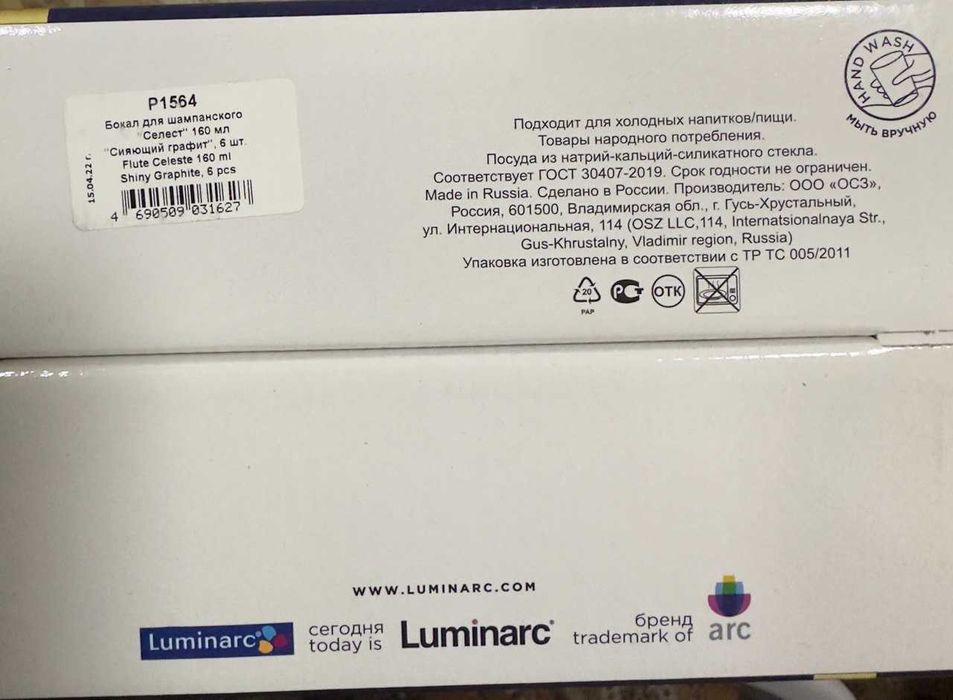 P1564
Бокал для шампанского
"Селест" 160 мл
"Сияющий графит", 6 шт.
Flute Celeste 160 ml
Shiny Graphite, 6 pcs
15.04.22 г.
4 690509 031627
HAND WASH
МЫТЬ ВРУЧНУЮ
Подходит для холодных напитков/пищи.
Товары народного потребления.
Посуда из натрий-кальций-силикатного стекла.
Соответствует ГОСТ 30407-2019. Срок годности не ограничен.
Made in Russia. Сделано в России. Производитель: ООО «ОСЗ»,
Россия, 601500, Владимирская обл., г. Гусь-Хрустальный,
ул. Интернациональная, 114 (OSZ LLC,114, Internatsionalnaya Str.,
Gus-Khrustalny, Vladimir region, Russia)
Упаковка изготовлена в соответствии с ТР ТС 005/2011
20
PAP
РСТ
ОТК
WWW.LUMINARC.COM
Luminarc
сегодня
today is
Luminarc®
бренд
trademark of
arc